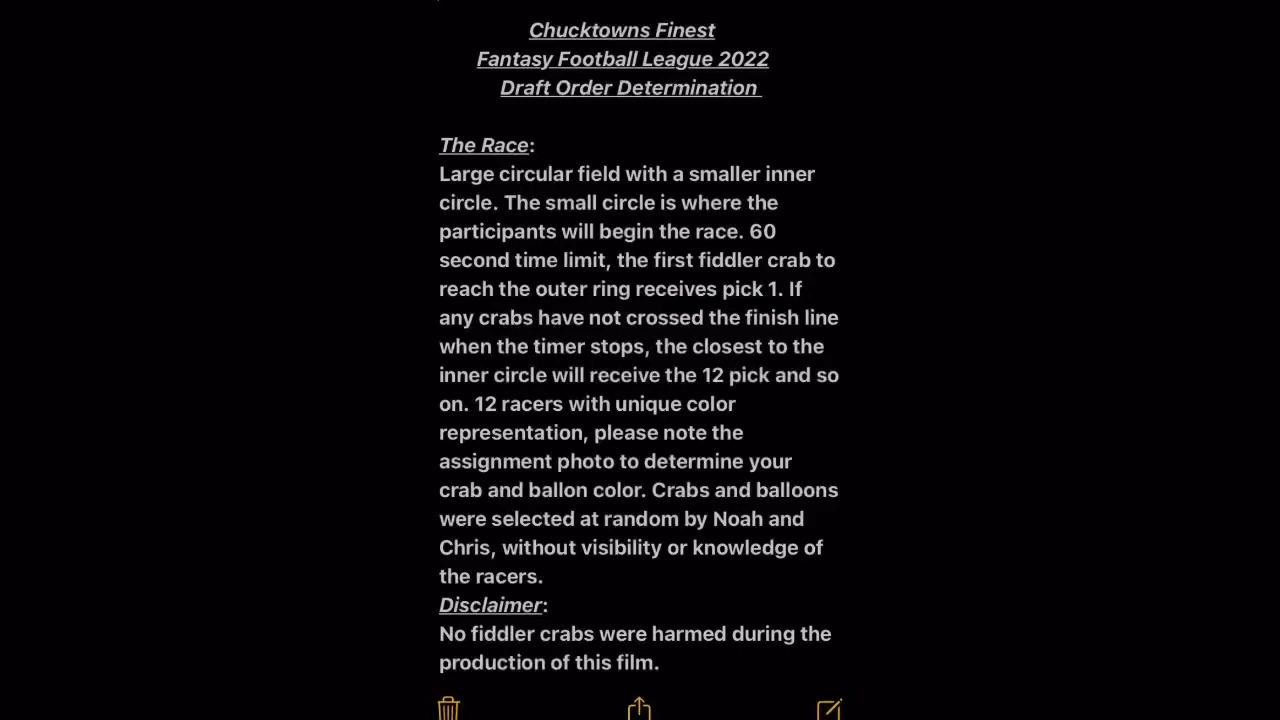 Chucktowns Finest
Fantasy Football League 2022
Draft Order Determination
The Race:
Large circular field with a smaller inner
circle. The small circle is where the
participants will begin the race. 60
second time limit, the first fiddler crab to
reach the outer ring receives pick 1. If
any crabs have not crossed the finish line
when the timer stops, the closest to the
inner circle will receive the 12 pick and so
on. 12 racers with unique color
representation, please note the
assignment photo to determine your
crab and ballon color. Crabs and balloons
were selected at random by Noah and
Chris, without visibility or knowledge of
the racers.
Disclaimer:
No fiddler crabs were harmed during the
production of this film.